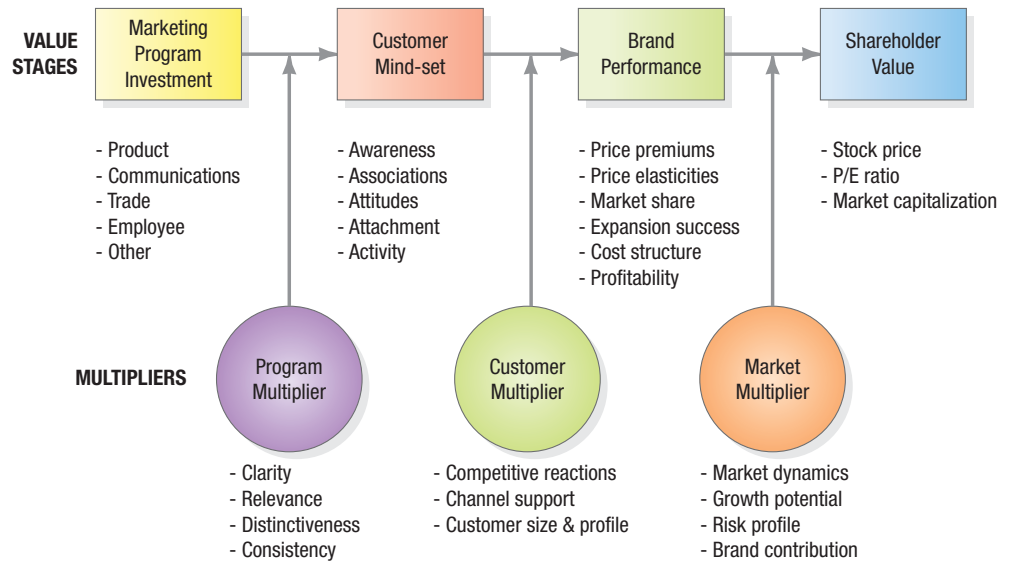 VALUE
STAGES
Marketing
Program
Investment
Customer
Mind-set
Brand
Performance
Shareholder
Value
- Product
- Communications
- Trade
- Employee
- Other
- Awareness
- Associations
- Attitudes
- Attachment
- Activity
- Price premiums
- Price elasticities
- Market share
- Expansion success
- Cost structure
- Profitability
- Stock price
- P/E ratio
- Market capitalization
MULTIPLIERS
Program
Multiplier
Customer
Multiplier
Market
Multiplier
- Clarity
- Relevance
- Distinctiveness
- Consistency
- Competitive reactions
- Channel support
- Customer size & profile
- Market dynamics
- Growth potential
- Risk profile
- Brand contribution